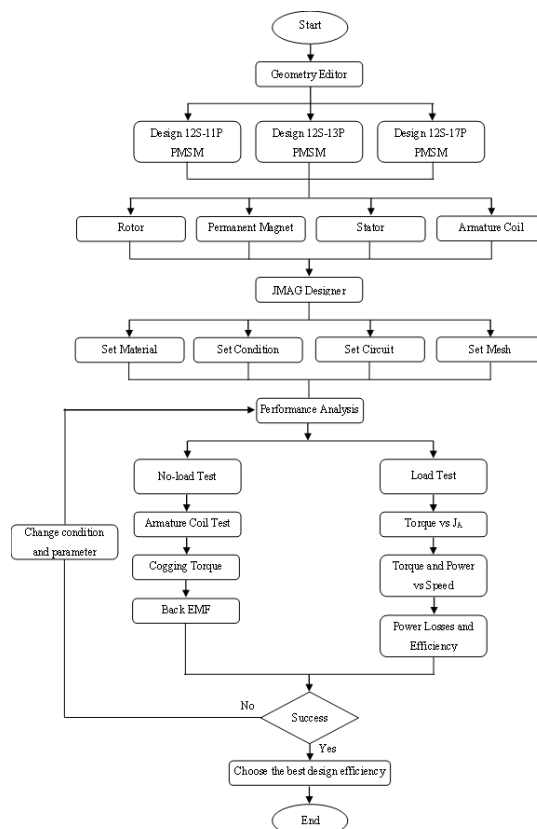 Start
Geometry Editor
Design 12S-11P
PMSM
Design 12S-13P
PMSM
Design 12S-17P
PMSM
Rotor
Permanent Magnet
Stator
Armature Coil
JMAG Designer
Set Material
Set Condition
Set Circuit
Set Mesh
Performance Analysis
No-load Test
Load Test
Change condition
and parameter
Armature Coil Test
Torque vs JA
Cogging Torque
Torque and Power
vs Speed
Back EMF
Power Losses and
Efficiency
No
Success
Yes
Choose the best design efficiency
End